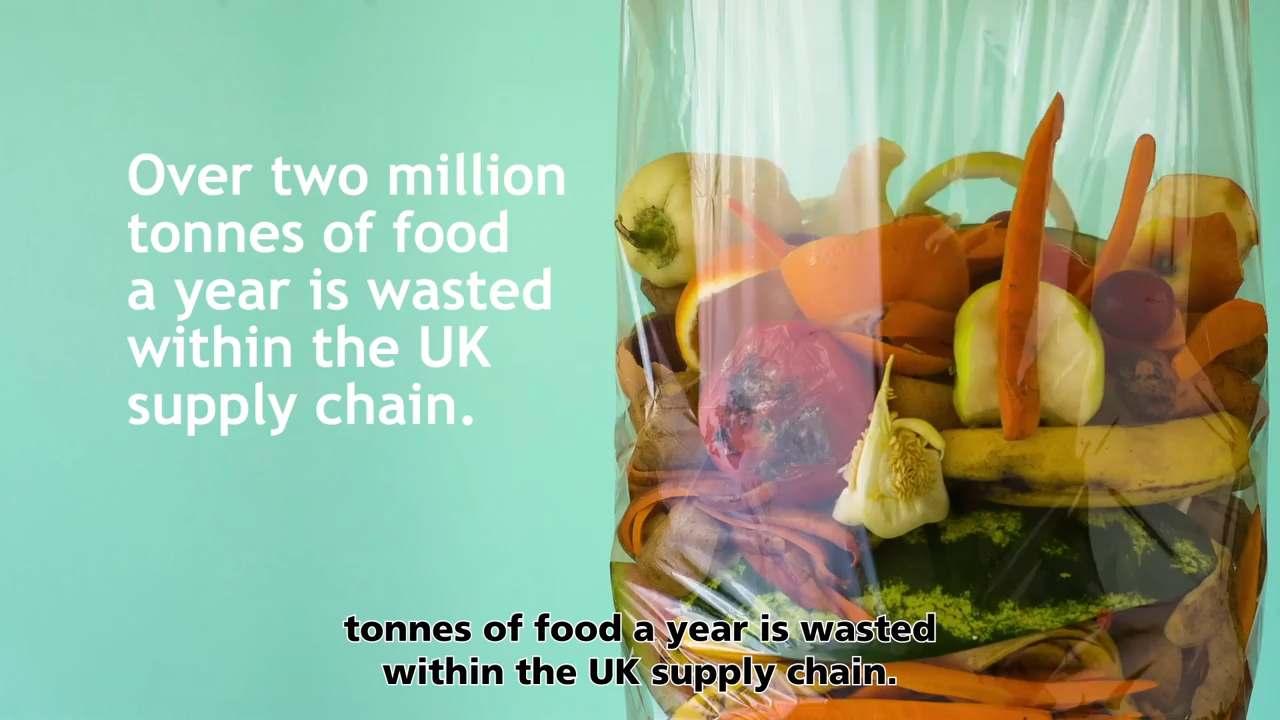 Over two million
tonnes of food
a year is wasted
within the UK
supply chain.
tonnes of food a year is wasted
within the UK supply chain.